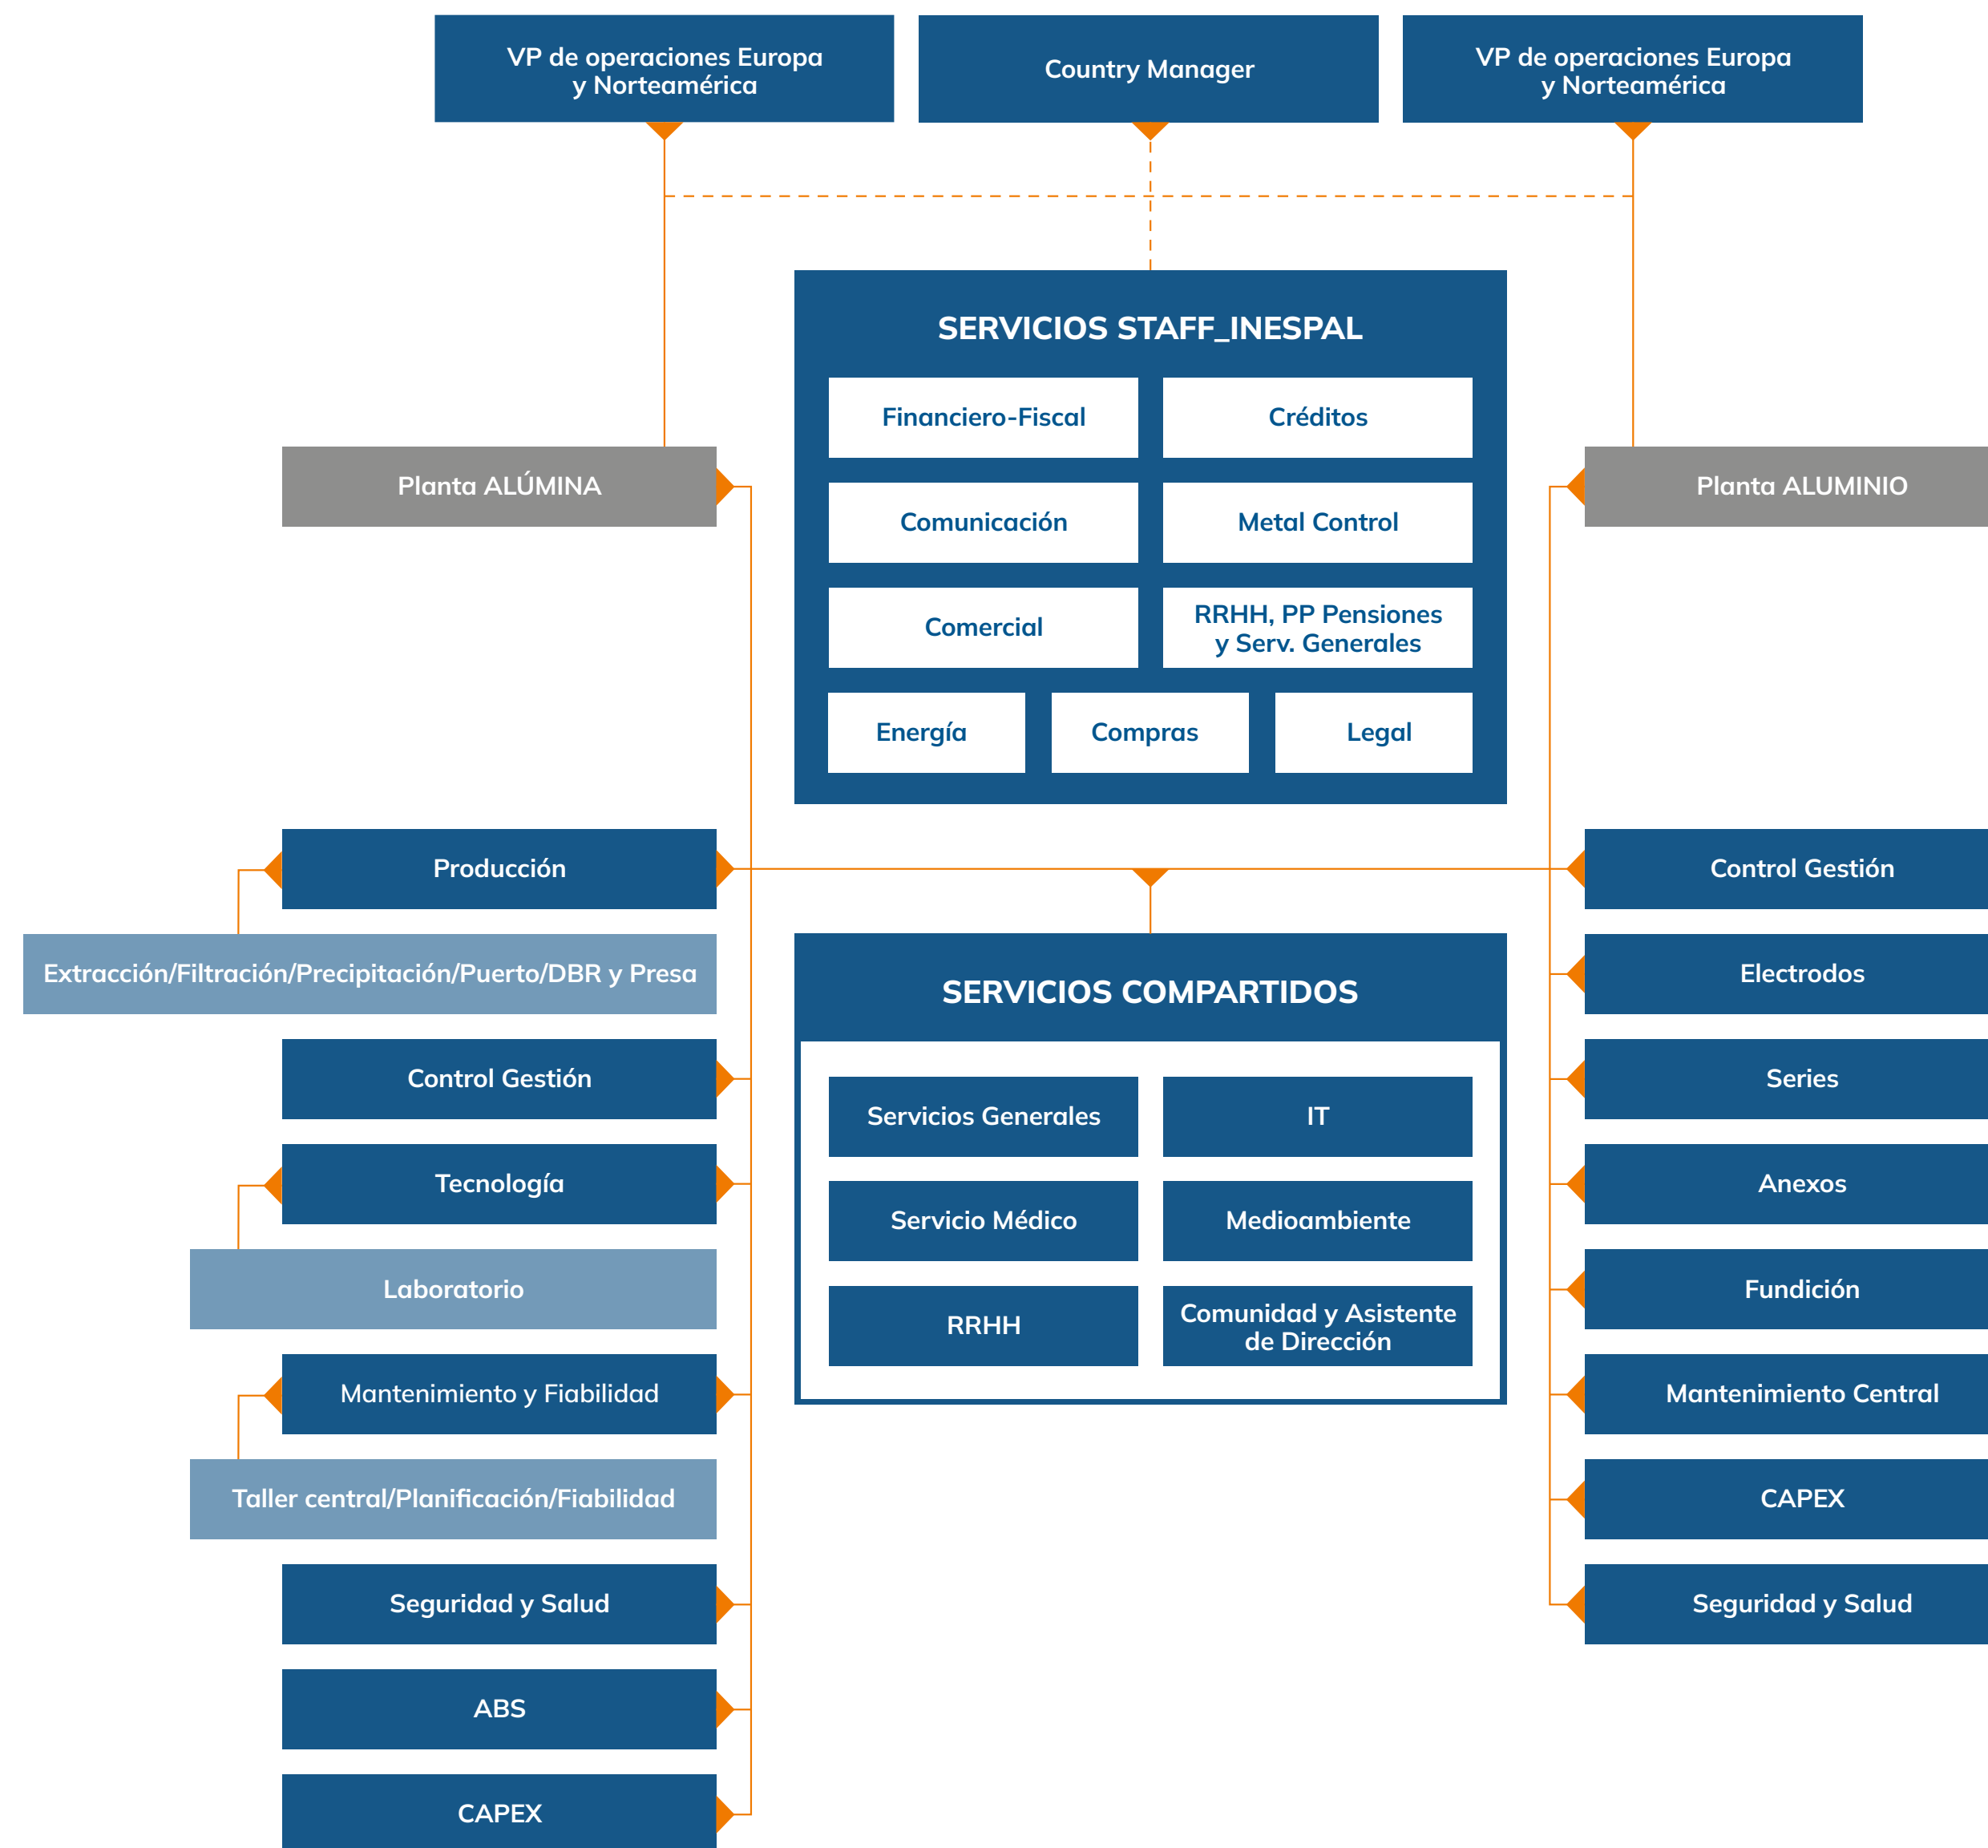 VP de operaciones Europa
y Norteamérica
Country Manager
VP de operaciones Europa
y Norteamérica
SERVICIOS STAFF_INESPAL
Financiero-Fiscal
Créditos
Comunicación
Metal Control
Comercial
RRHH, PP Pensiones
y Serv. Generales
Energía
Compras
Legal
Planta ALÚMINA
Planta ALUMINIO
Producción
Extracción/Filtración/Precipitación/Puerto/DBR y Presa
Control Gestión
Tecnología
Laboratorio
Mantenimiento y Fiabilidad
Taller central/Planificación/Fiabilidad
Seguridad y Salud
ABS
CAPEX
SERVICIOS COMPARTIDOS
Servicios Generales
IT
Servicio Médico
Medioambiente
RRHH
Comunidad y Asistente
de Dirección
Control Gestión
Electrodos
Series
Anexos
Fundición
Mantenimiento Central
CAPEX
Seguridad y Salud